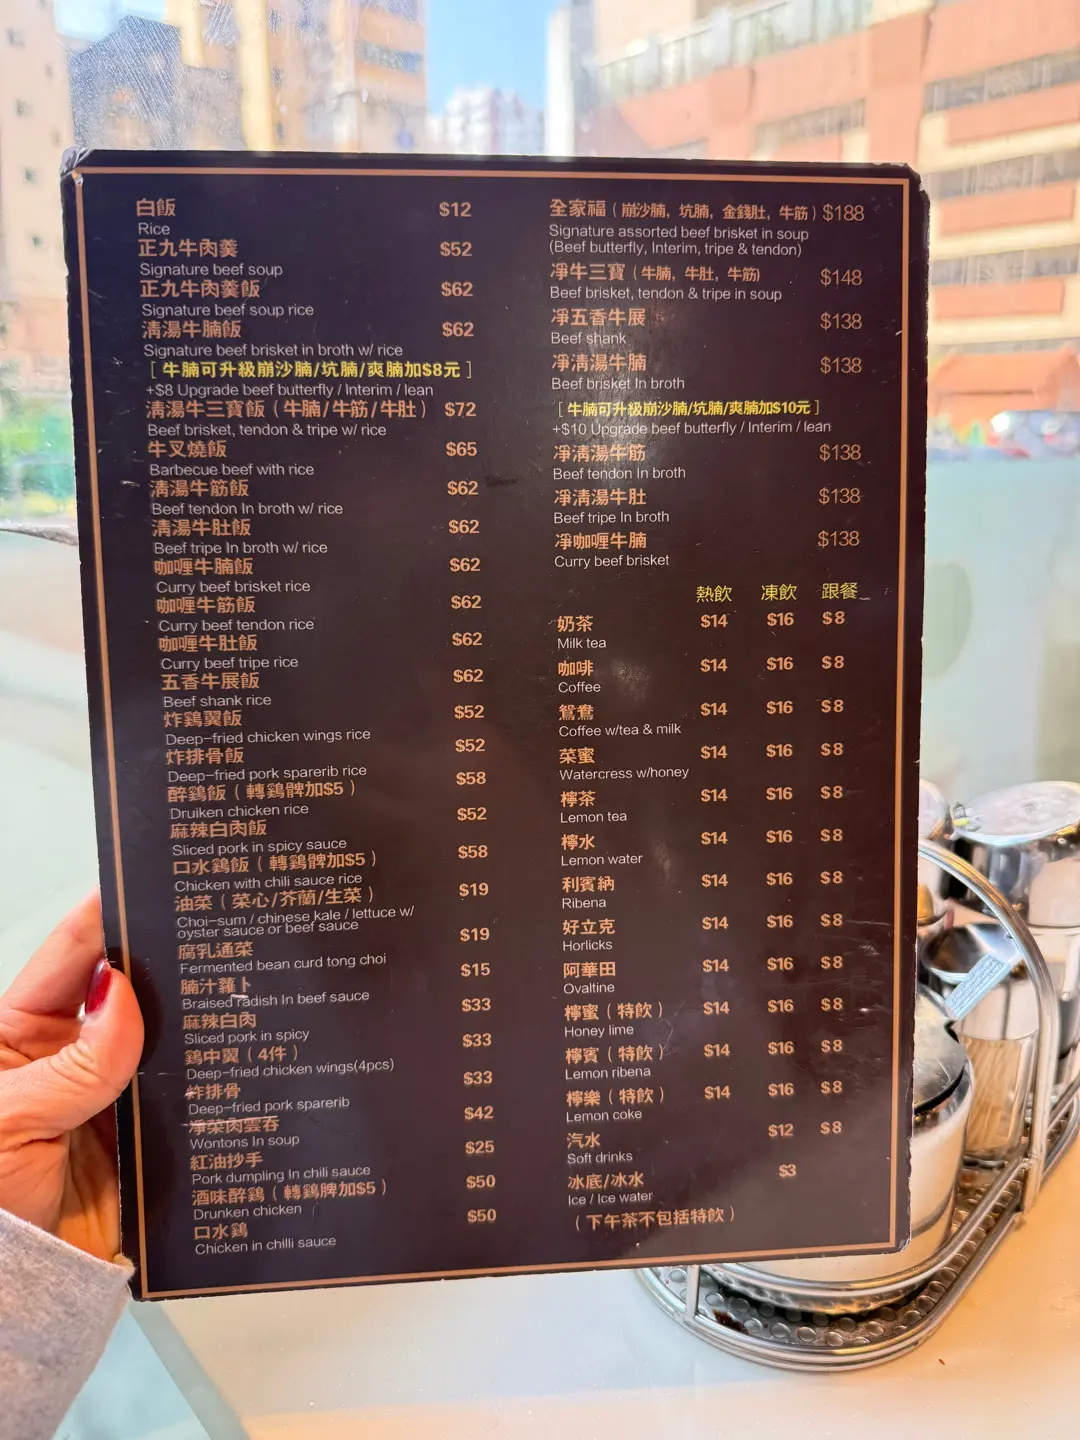 白飯 $12
Rice
正九牛肉羹 $52
Signature beef soup
正九牛肉羹飯 $62
Signature beef soup rice
清湯牛腩飯 $62
Signature beef brisket in broth w/ rice
[ 牛腩可升級崩沙腩/坑腩/爽腩加$8元 ]
+$8 Upgrade beef butterfly / Interim / lean
清湯牛三寶飯（牛腩/牛筋/牛肚） $72
Beef brisket, tendon & tripe w/ rice
牛叉燒飯 $65
Barbecue beef with rice
清湯牛筋飯 $62
Beef tendon In broth w/ rice
清湯牛肚飯 $62
Beef tripe In broth w/ rice
咖喱牛腩飯 $62
Curry beef brisket rice
咖喱牛筋飯 $62
Curry beef tendon rice
咖喱牛肚飯 $62
Curry beef tripe rice
五香牛展飯 $62
Beef shank rice
炸鷄翼飯 $52
Deep-fried chicken wings rice
炸排骨飯 $52
Deep-fried pork sparerib rice
醉鷄飯（轉鷄髀加$5） $58
Druiken chicken rice
麻辣白肉飯 $52
Sliced pork in spicy sauce
口水鷄飯（轉鷄髀加$5） $58
Chicken with chili sauce rice
油菜（菜心/芥蘭/生菜） $19
Choi-sum / chinese kale / lettuce w/
oyster sauce or beef sauce
腐乳通菜 $19
Fermented bean curd tong choi
腩汁蘿卜 $15
Braised radish In beef sauce
麻辣白肉 $33
Sliced pork in spicy
鷄中翼（4件） $33
Deep-fried chicken wings(4pcs)
炸排骨 $33
Deep-fried pork sparerib
淨菜肉雲吞 $42
Wontons In soup
紅油抄手 $25
Pork dumpling In chili sauce
酒味醉鷄（轉鷄髀加$5） $50
Drunken chicken
口水鷄 $50
Chicken in chilli sauce
全家福（崩沙腩, 坑腩, 金錢肚, 牛筋）$188
Signature assorted beef brisket in soup
(Beef butterfly, Interim, tripe & tendon)
凈牛三寶（牛腩, 牛肚, 牛筋） $148
Beef brisket, tendon & tripe in soup
凈五香牛展 $138
Beef shank
凈清湯牛腩 $138
Beef brisket In broth
[ 牛腩可升級崩沙腩/坑腩/爽腩加$10元 ]
+$10 Upgrade beef butterfly / Interim / lean
凈清湯牛筋 $138
Beef tendon In broth
凈清湯牛肚 $138
Beef tripe In broth
凈咖喱牛腩 $138
Curry beef brisket
熱飲 凍飲 跟餐
奶茶 $14 $16 $8
Milk tea
咖啡 $14 $16 $8
Coffee
鴛鴦 $14 $16 $8
Coffee w/tea & milk
菜蜜 $14 $16 $8
Watercress w/honey
檸茶 $14 $16 $8
Lemon tea
檸水 $14 $16 $8
Lemon water
利賓納 $14 $16 $8
Ribena
好立克 $14 $16 $8
Horlicks
阿華田 $14 $16 $8
Ovaltine
檸蜜（特飲） $14 $16 $8
Honey lime
檸賓（特飲） $14 $16 $8
Lemon ribena
檸樂（特飲） $14 $16 $8
Lemon coke
汽水 $12 $8
Soft drinks
冰底/冰水 $3
Ice / Ice water
（下午茶不包括特飲）